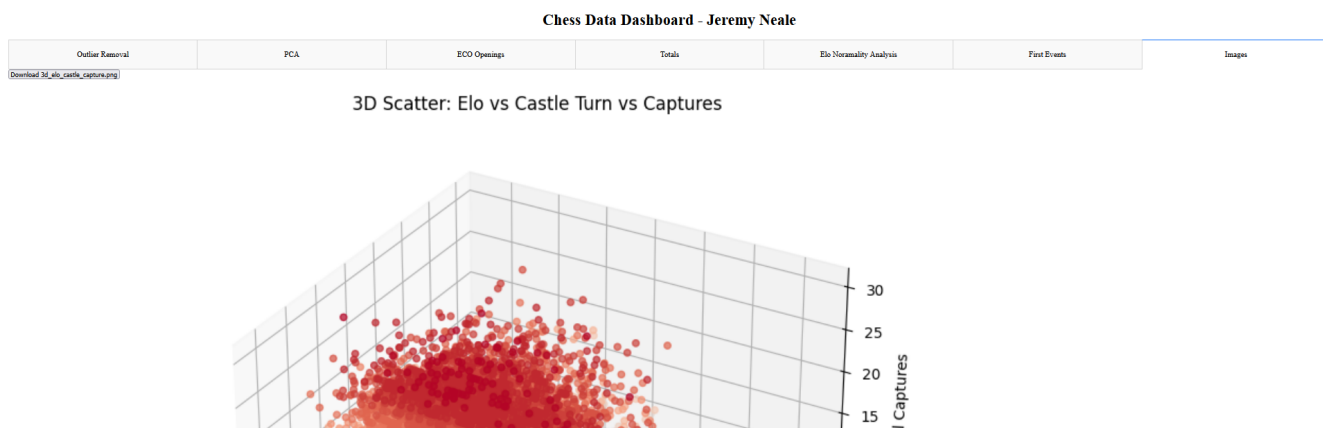 Chess Data Dashboard - Jeremy Neale
Outlier Removal
PCA
ECO Openings
Totals
Elo Noramality Analysis
First Events
Images
Download 3d_elo_castle_capture.png
3D Scatter: Elo vs Castle Turn vs Captures
30
25
20
15
Captures